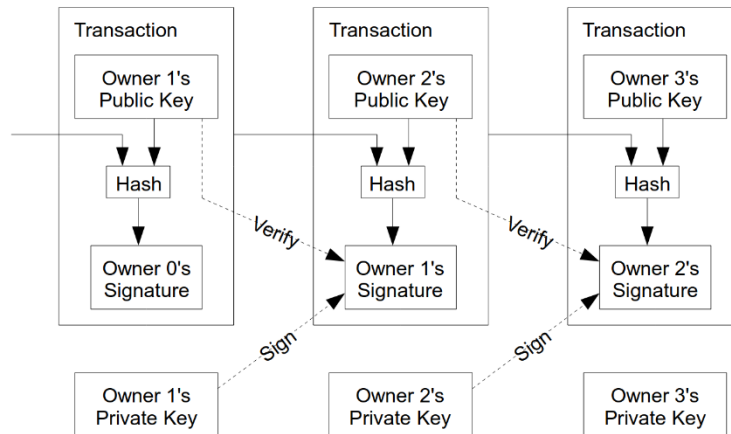 Transaction
Owner 1's
Public Key
Hash
Owner 0's
Signature
Transaction
Owner 2's
Public Key
Hash
Verify
Owner 1's
Signature
Sign
Transaction
Owner 3's
Public Key
Hash
Verify
Owner 2's
Signature
Sign
Owner 1's
Private Key
Owner 2's
Private Key
Owner 3's
Private Key